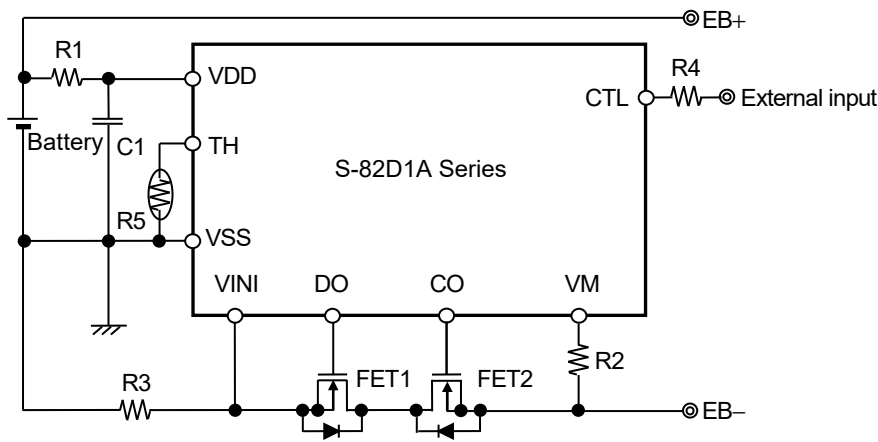 EB+
R1
VDD
R4
CTL
External input
Battery
C1
TH
S-82D1A Series
R5
VSS
VINI
DO
CO
VM
R3
FET1
FET2
R2
EB−